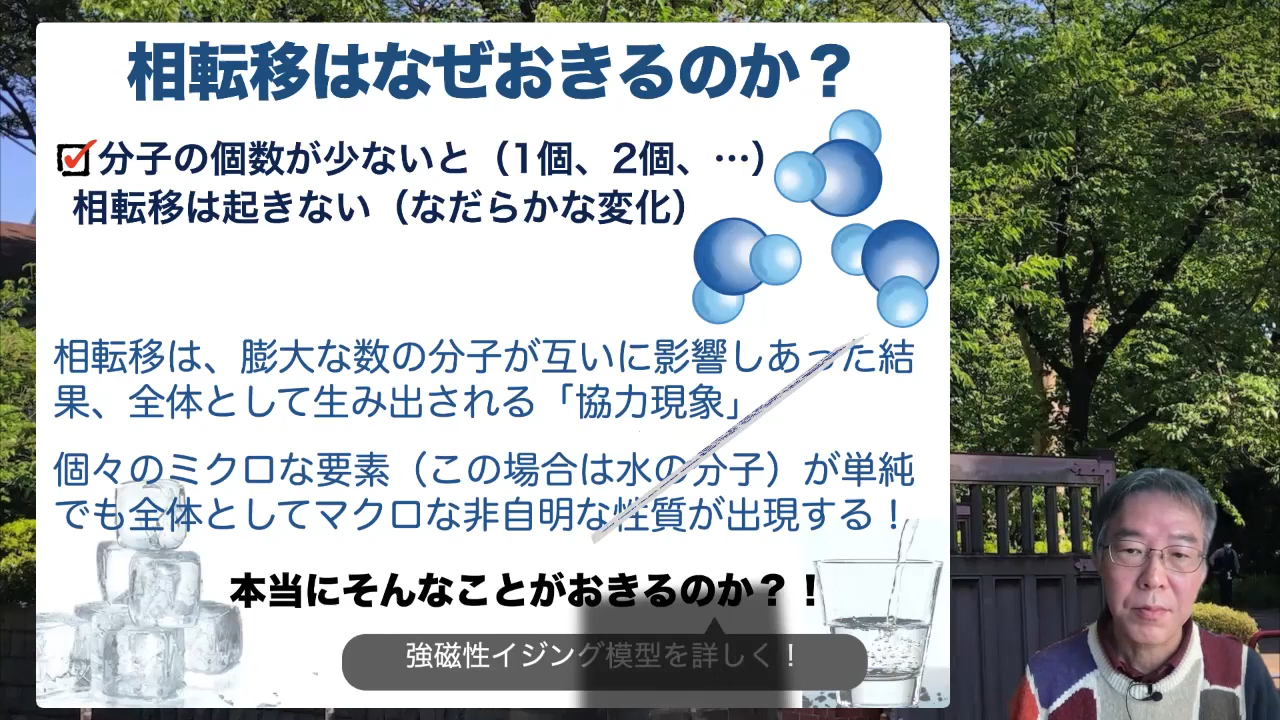 相転移はなぜおきるのか？
分子の個数が少ないと（1個、2個、…）
相転移は起きない（なだらかな変化）
相転移は、膨大な数の分子が互いに影響しあった結
果、全体として生み出される「協力現象」
個々のミクロな要素（この場合は水の分子）が単純
でも全体としてマクロな非自明な性質が出現する！
本当にそんなことがおきるのか？！
強磁性イジング模型を詳しく！